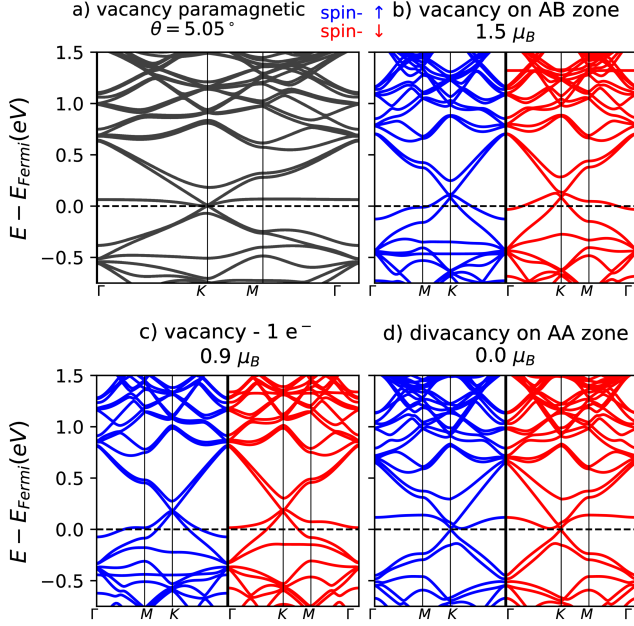 a) vacancy paramagnetic
θ = 5.05°
spin- ↑
spin- ↓
b) vacancy on AB zone
1.5 μB
E − EFermi(eV)
1.5
1.0
0.5
0.0
−0.5
Γ K M Γ
Γ M K Γ K M Γ
c) vacancy - 1 e⁻
0.9 μB
d) divacancy on AA zone
0.0 μB
E − EFermi(eV)
1.5
1.0
0.5
0.0
−0.5
Γ M K Γ K M Γ
Γ M K Γ K M Γ